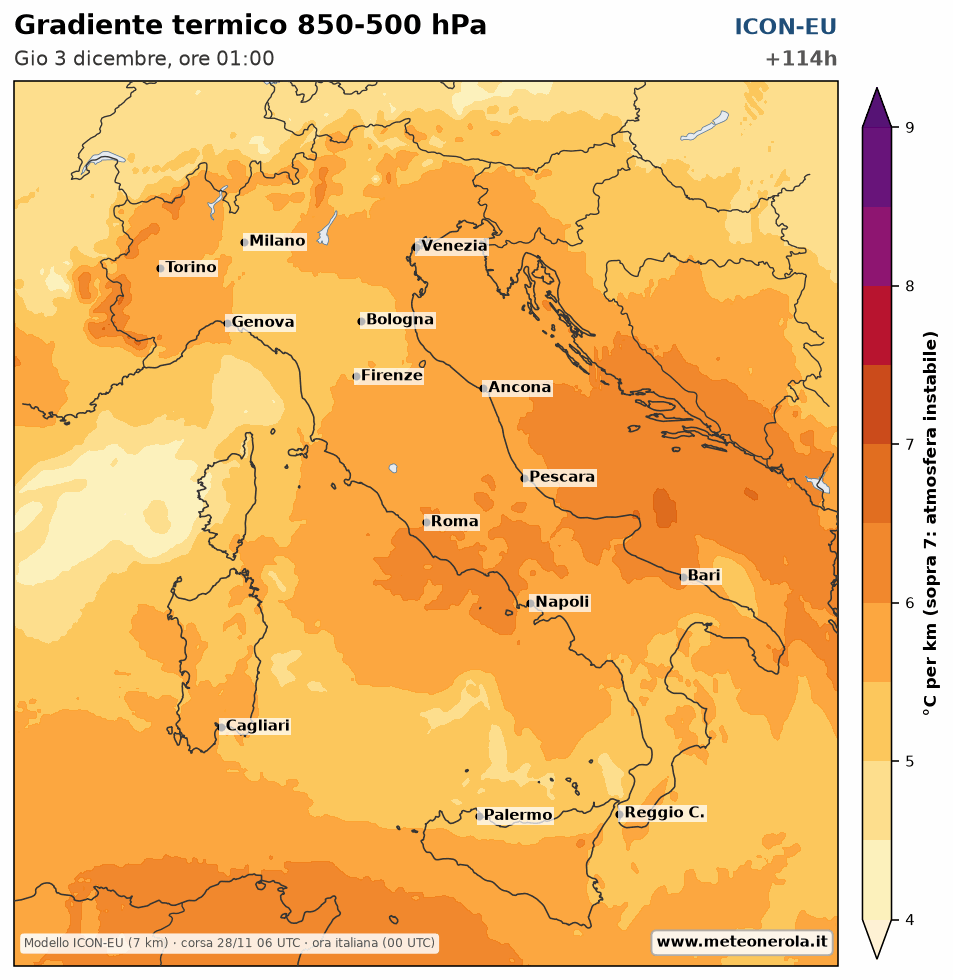 Gradiente termico 850-500 hPa
ICON-EU
Gio 3 dicembre, ore 01:00
+114h
Milano
Venezia
Torino
Genova
Bologna
Firenze
Ancona
Pescara
Roma
Bari
Napoli
Cagliari
Palermo
Reggio C.
9
8
7
6
5
4
°C per km (sopra 7: atmosfera instabile)
Modello ICON-EU (7 km) · corsa 28/11 06 UTC · ora italiana (00 UTC)
www.meteonerola.it